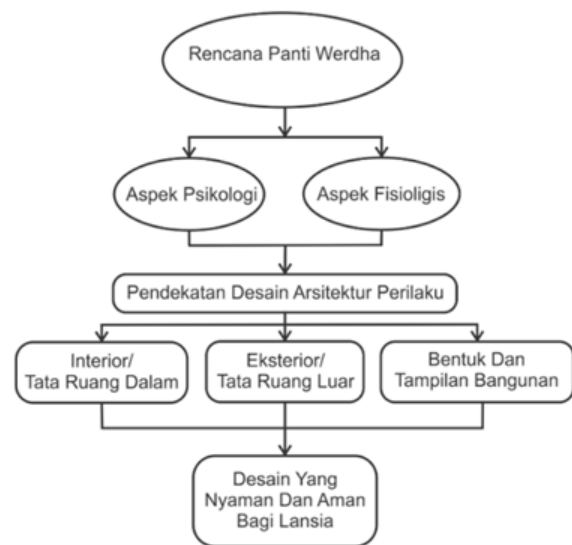 Rencana Panti Werdha
Aspek Psikologi
Aspek Fisioligis
Pendekatan Desain Arsitektur Perilaku
Interior/
Tata Ruang Dalam
Eksterior/
Tata Ruang Luar
Bentuk Dan
Tampilan Bangunan
Desain Yang
Nyaman Dan Aman
Bagi Lansia